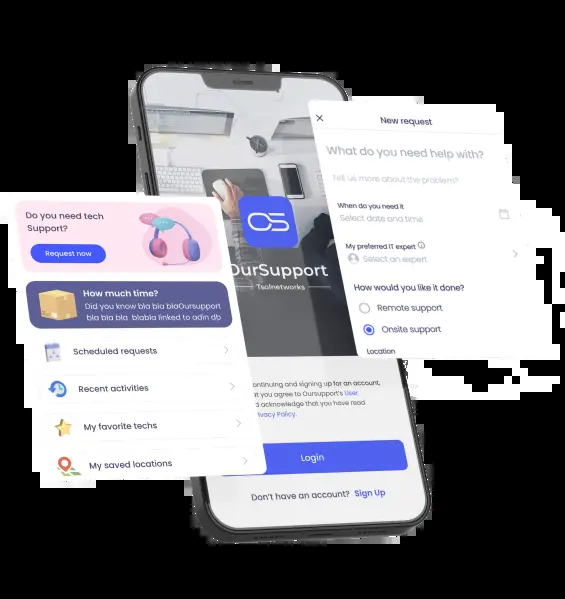 New request
What do you need help with?
Tell us more about the problem?
When do you need it
Select date and time
My preferred IT expert
Select an expert
How would you like it done?
Remote support
Onsite support
Location
Do you need tech
Support?
Request now
How much time?
Did you know bla bla blaOursupport
bla bla bla blabla linked to adin db
Scheduled requests
Recent activities
My favorite techs
My saved locations
OS
OurSupport
Tsolnetworks
ontinuing and signing up for an account,
at you agree to Oursupport's User
d acknowledge that you have read
ivacy Policy.
Login
Don't have an account? Sign Up